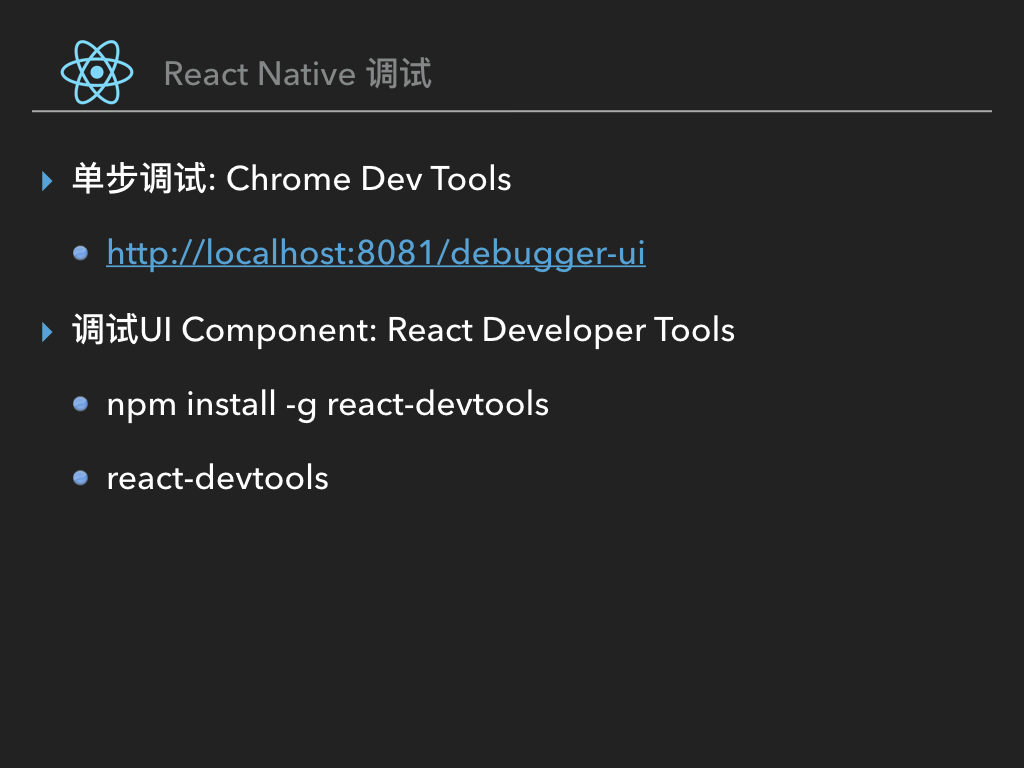 React Native 调试
单步调试: Chrome Dev Tools
http://localhost:8081/debugger-ui
调试UI Component: React Developer Tools
npm install -g react-devtools
react-devtools